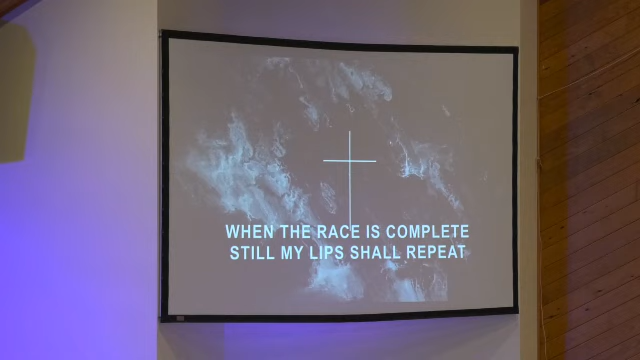 WHEN THE RACE IS COMPLETE
STILL MY LIPS SHALL REPEAT